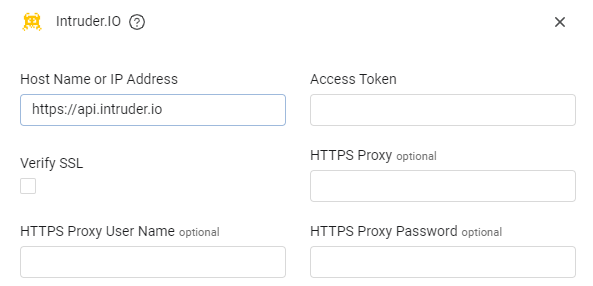 Intruder.IO ?
Host Name or IP Address
https://api.intruder.io
Access Token
Verify SSL
HTTPS Proxy optional
HTTPS Proxy User Name optional
HTTPS Proxy Password optional